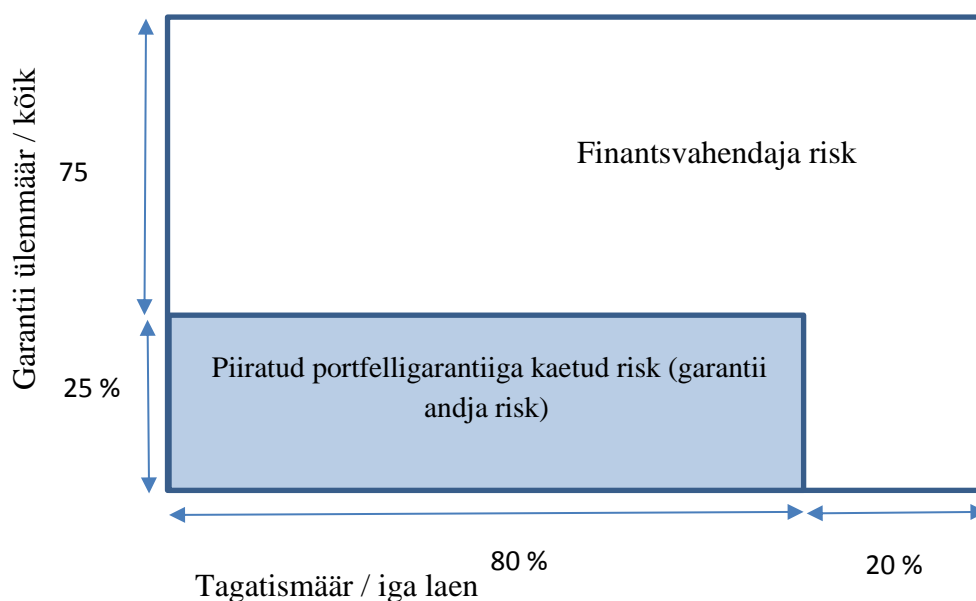 Garantii ülemmäär / kõik
75
25 %
Finantsvahendaja risk
Piiratud portfelligarantiiga kaetud risk (garantii
andja risk)
80 %
20 %
Tagatismäär / iga laen